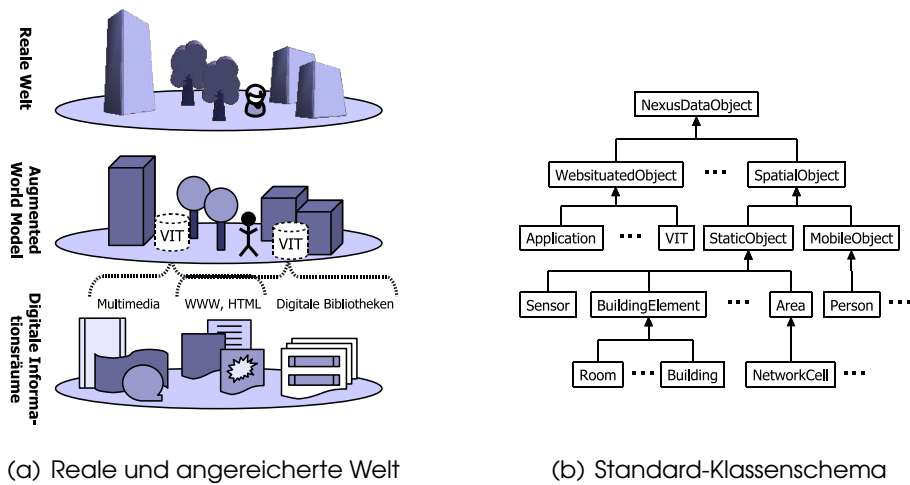 Reale Welt
Augmented
World Model
VIT
VIT
Multimedia
WWW, HTML
Digitale Bibliotheken
Digitale Informa-
tionsräume
(a) Reale und angereicherte Welt
NexusDataObject
WebsituatedObject
...
SpatialObject
Application
...
VIT
StaticObject
MobileObject
Sensor
BuildingElement
...
Area
Person
...
Room
...
Building
NetworkCell
...
(b) Standard-Klassenschema